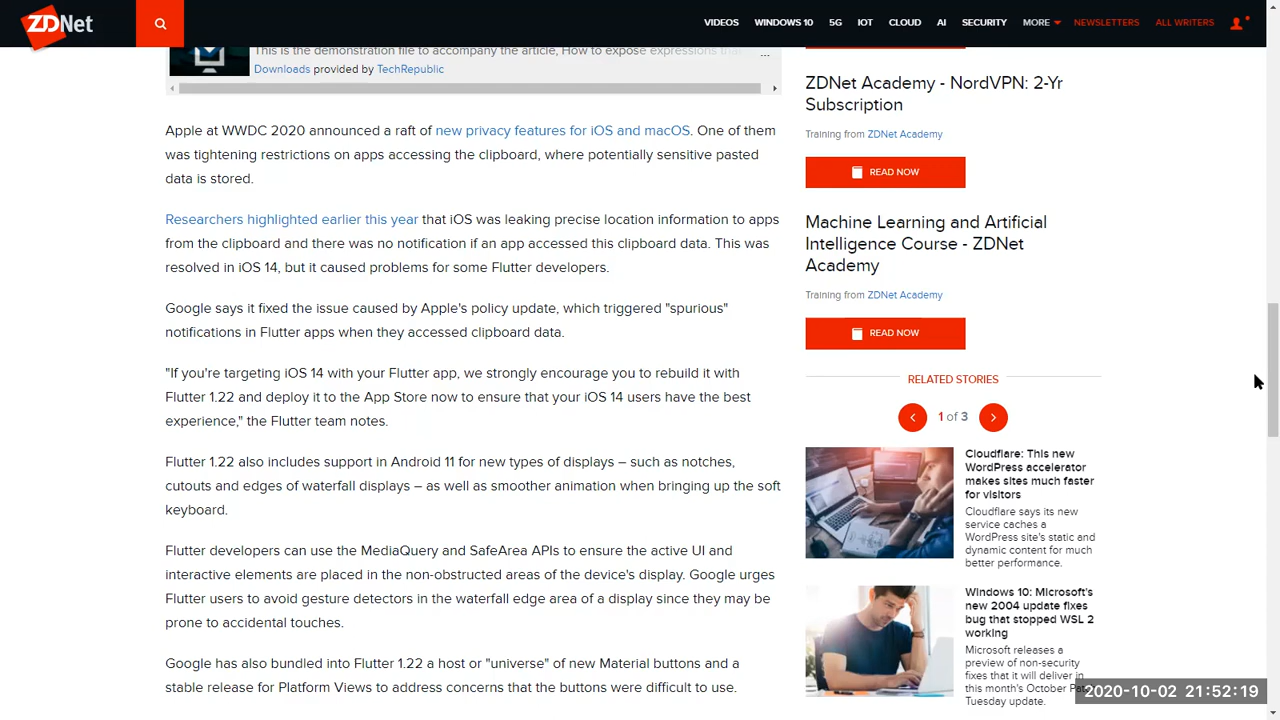 ZDNet
VIDEOS WINDOWS 10 5G IOT CLOUD AI SECURITY MORE NEWSLETTERS ALL WRITERS
This is the demonstration file to accompany the article, How to expose expressions that
...
Downloads provided by TechRepublic
Apple at WWDC 2020 announced a raft of new privacy features for iOS and macOS. One of them
was tightening restrictions on apps accessing the clipboard, where potentially sensitive pasted
data is stored.
Researchers highlighted earlier this year that iOS was leaking precise location information to apps
from the clipboard and there was no notification if an app accessed this clipboard data. This was
resolved in iOS 14, but it caused problems for some Flutter developers.
Google says it fixed the issue caused by Apple's policy update, which triggered "spurious"
notifications in Flutter apps when they accessed clipboard data.
"If you're targeting iOS 14 with your Flutter app, we strongly encourage you to rebuild it with
Flutter 1.22 and deploy it to the App Store now to ensure that your iOS 14 users have the best
experience," the Flutter team notes.
Flutter 1.22 also includes support in Android 11 for new types of displays – such as notches,
cutouts and edges of waterfall displays – as well as smoother animation when bringing up the soft
keyboard.
Flutter developers can use the MediaQuery and SafeArea APIs to ensure the active UI and
interactive elements are placed in the non-obstructed areas of the device's display. Google urges
Flutter users to avoid gesture detectors in the waterfall edge area of a display since they may be
prone to accidental touches.
Google has also bundled into Flutter 1.22 a host or "universe" of new Material buttons and a
stable release for Platform Views to address concerns that the buttons were difficult to use.
ZDNet Academy - NordVPN: 2-Yr
Subscription
Training from ZDNet Academy
READ NOW
Machine Learning and Artificial
Intelligence Course - ZDNet
Academy
Training from ZDNet Academy
READ NOW
RELATED STORIES
1 of 3
Cloudflare: This new
WordPress accelerator
makes sites much faster
for visitors
Cloudflare says its new
service caches a
WordPress site's static and
dynamic content for much
better performance.
Windows 10: Microsoft's
new 2004 update fixes
bug that stopped WSL 2
working
Microsoft releases a
preview of non-security
fixes that it will deliver in
this month's October
Tuesday update.
2020-10-02 21:52:19